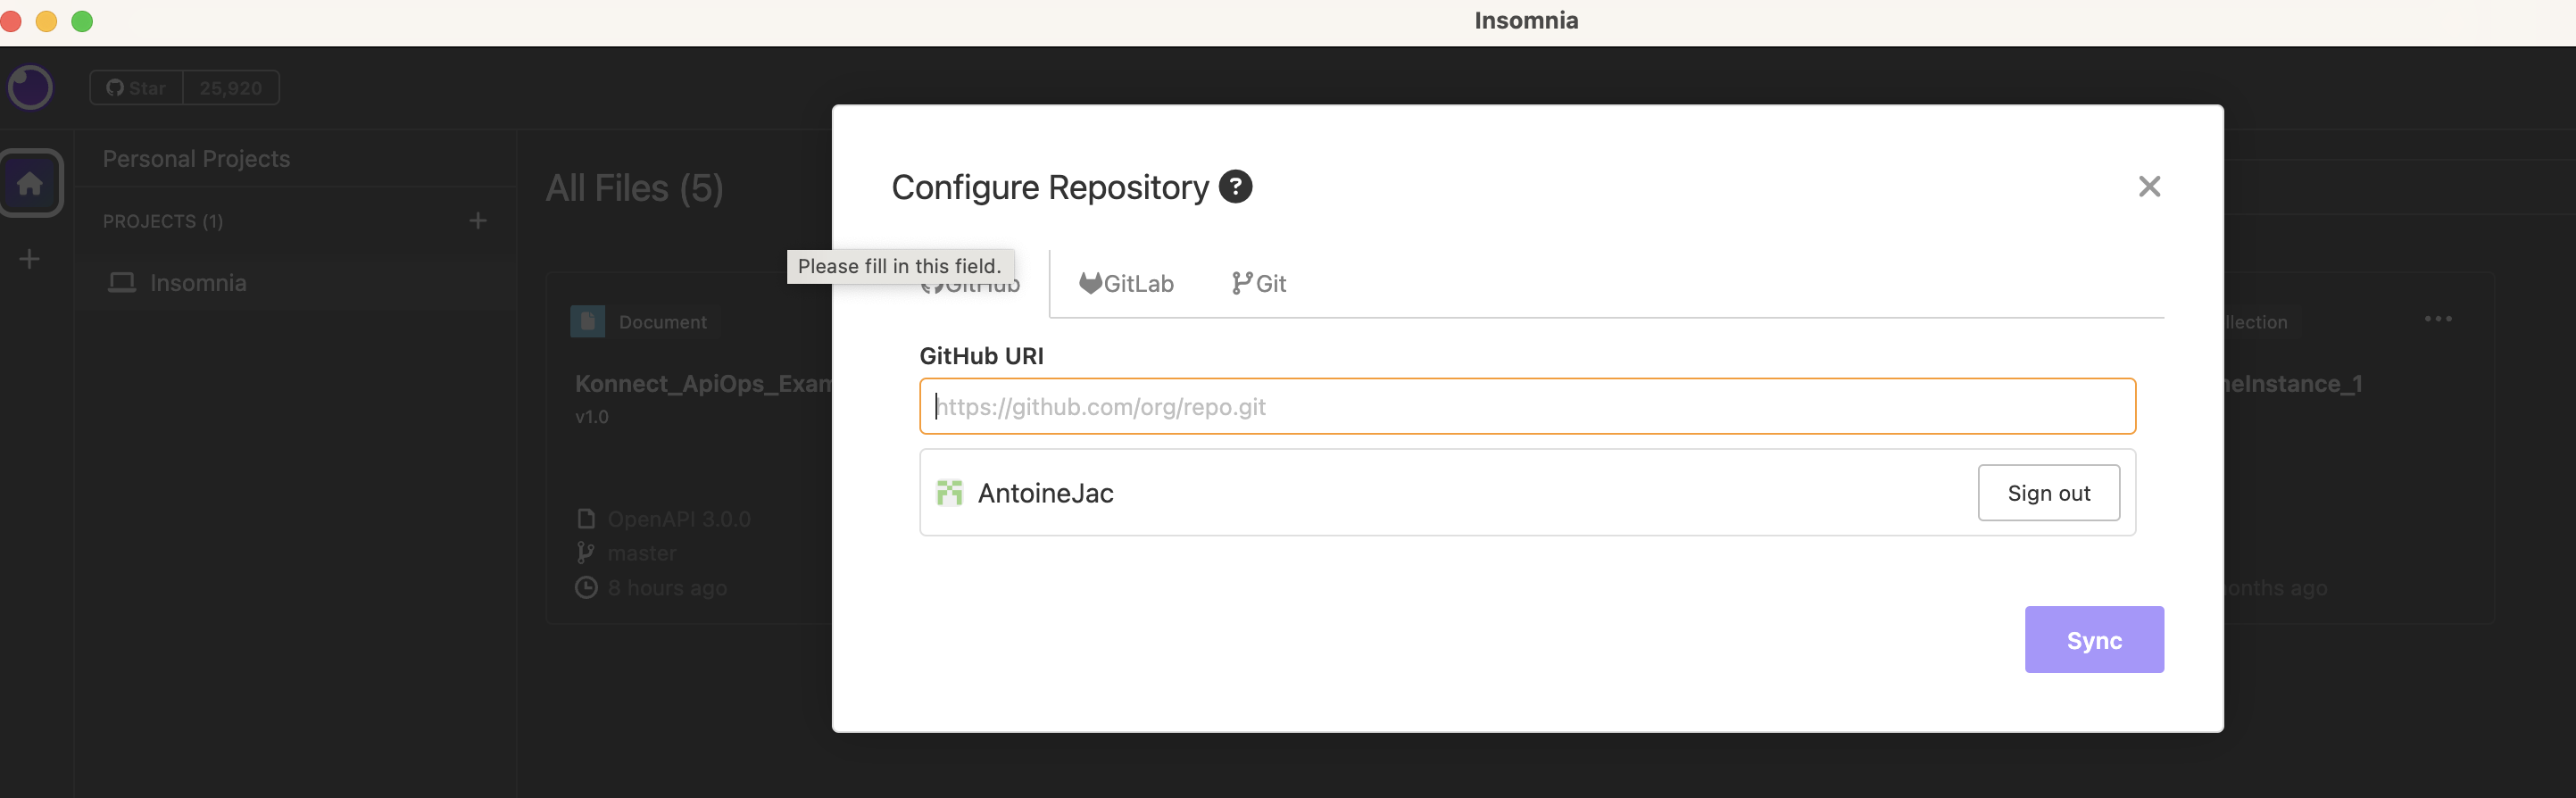 Insomnia
Star 25,920
Personal Projects
PROJECTS (1)
Insomnia
All Files (5)
Document
Konnect_ApiOps_Exam
v1.0
OpenAPI 3.0.0
master
8 hours ago
Configure Repository ?
Please fill in this field.
GitHub
GitLab
Git
GitHub URI
https://github.com/org/repo.git
AntoineJac
Sign out
Sync
llection
neInstance_1
onths ago